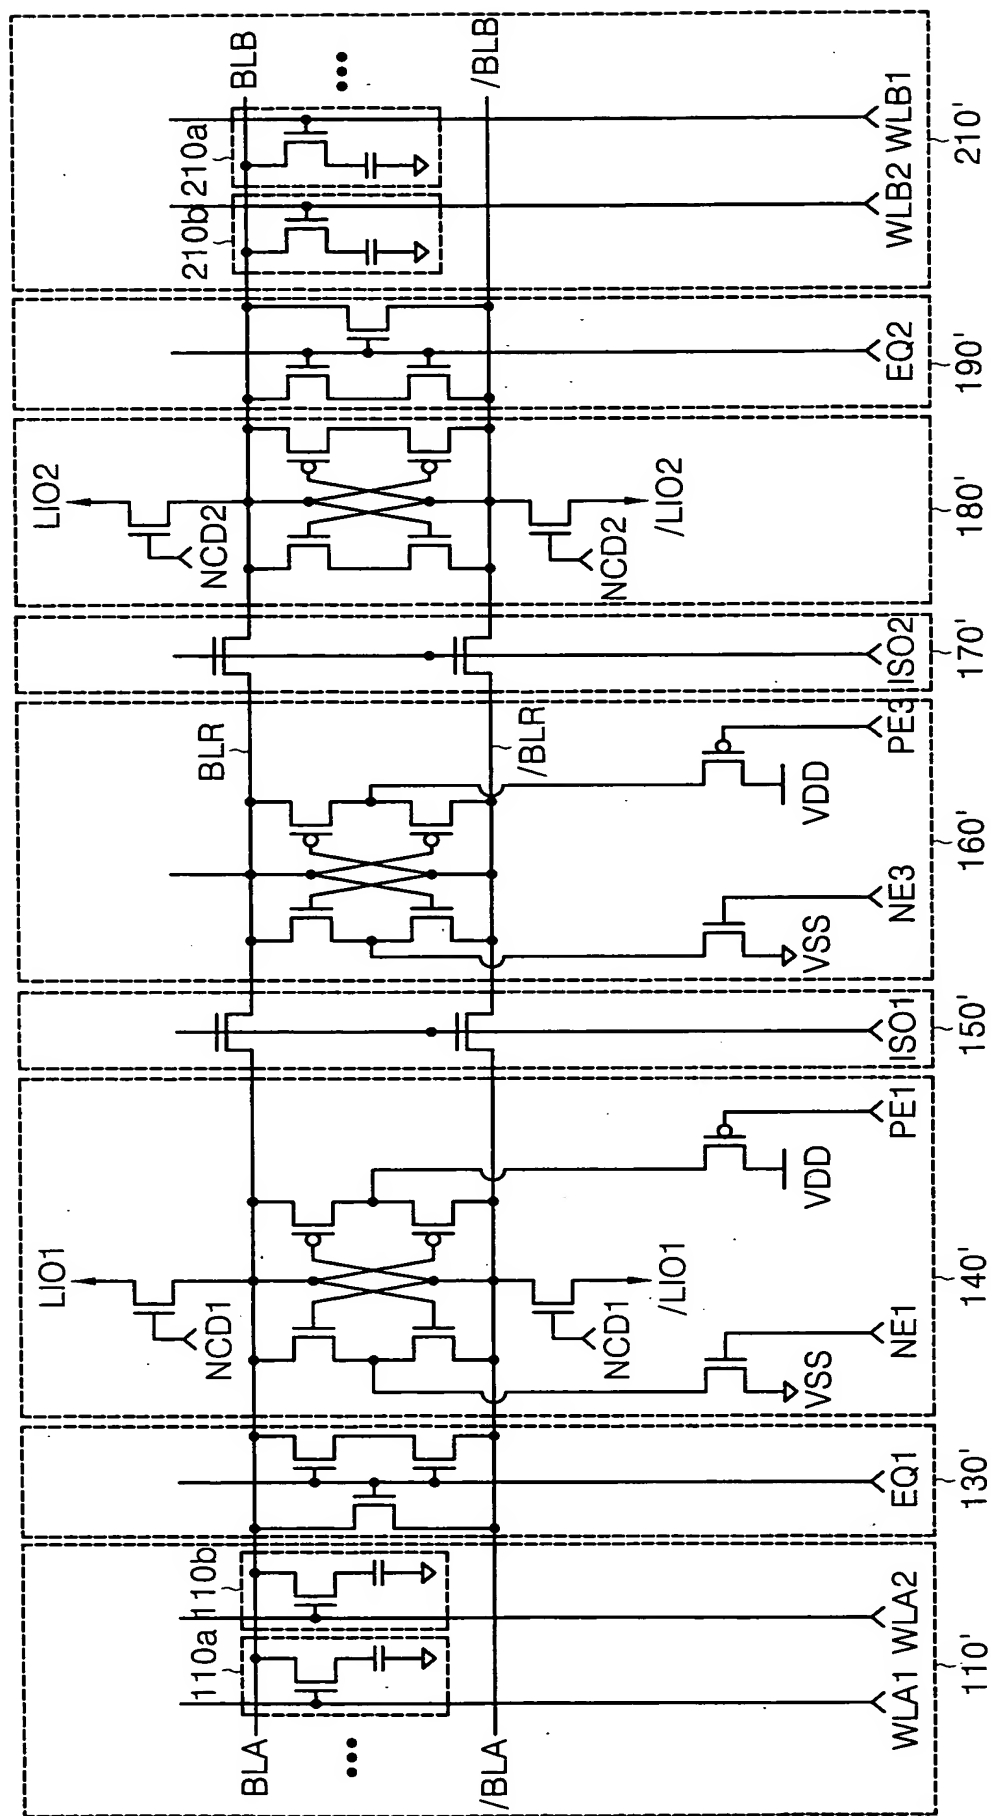 LIO1
LIO2
110a
110b
BLR
210b
210a
BLA
BLB
NCD1
NCD2
/BLA
/BLR
/BLB
NCD1
NCD2
/LIO1
/LIO2
VSS
VDD
VSS
VDD
WLA1
WLA2
EQ1
NE1
PE1
ISO1
NE3
PE3
ISO2
EQ2
WLB2
WLB1
110'
130'
140'
150'
160'
170'
180'
190'
210'